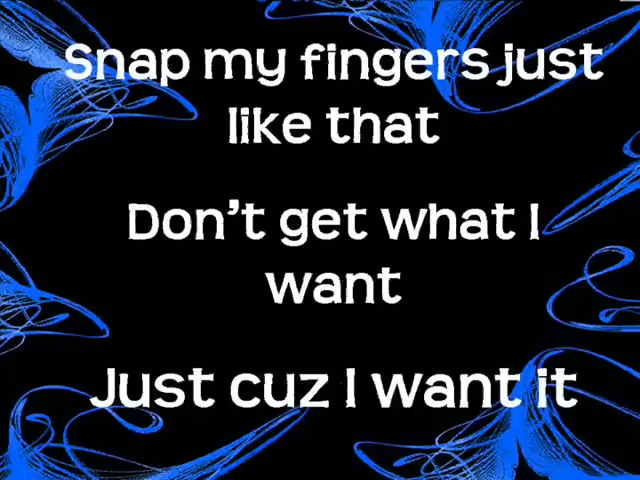 Snap my fingers just
like that
Don't get what I
want
Just cuz I want it